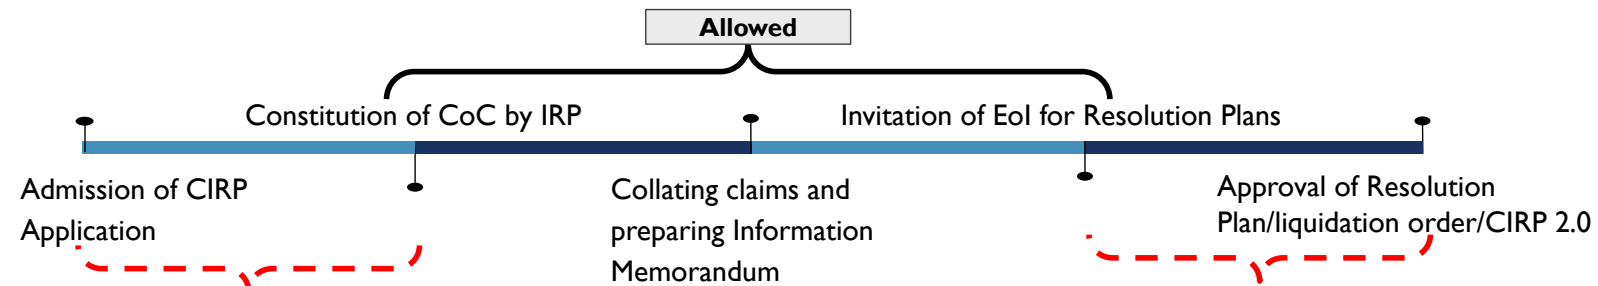 Allowed
Constitution of CoC by IRP
Invitation of EoI for Resolution Plans
Admission of CIRP
Application
Collating claims and
preparing Information
Memorandum
Approval of Resolution
Plan/liquidation order/CIRP 2.0